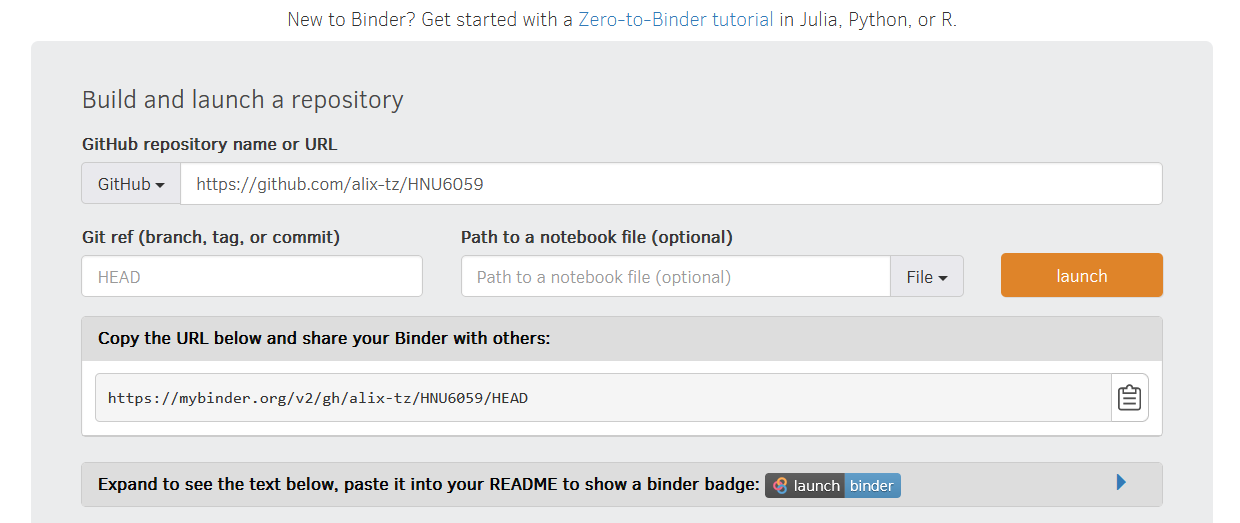 New to Binder? Get started with a Zero-to-Binder tutorial in Julia, Python, or R.
Build and launch a repository
GitHub repository name or URL
GitHub https://github.com/alix-tz/HNU6059
Git ref (branch, tag, or commit) Path to a notebook file (optional)
HEAD Path to a notebook file (optional) File launch
Copy the URL below and share your Binder with others:
https://mybinder.org/v2/gh/alix-tz/HNU6059/HEAD
Expand to see the text below, paste it into your README to show a binder badge: launch binder